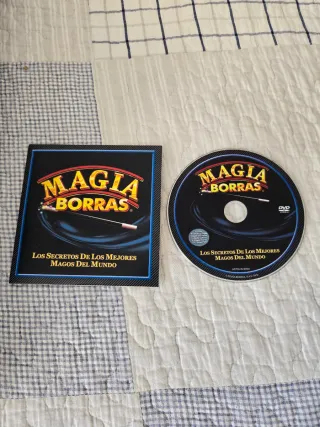 MAGIA
BORRAS
LOS SECRETOS DE LOS MEJORES
MAGOS DEL MUNDO
MAGIA
BORRAS
DVD
LOS SECRETOS DE LOS MEJORES
MAGOS DEL MUNDO